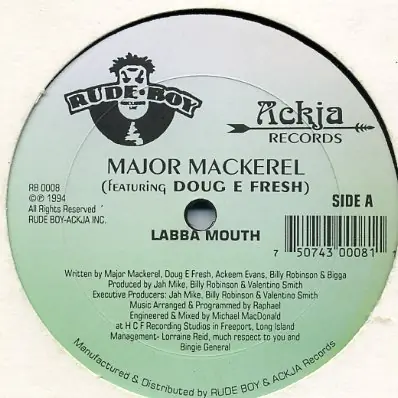 RUDE•BOY
RECORDS INC
Ackja
RECORDS
MAJOR MACKEREL
(Featuring DOUG E FRESH)
RB 0008
©℗ 1994
All Rights Reserved
RUDE BOY-ACKJA INC.
SIDE A
LABBA MOUTH
7 50743 00081 1
Written by Major Mackerel, Doug E Fresh, Ackeem Evans, Billy Robinson & Bigga
Produced by Jah Mike, Billy Robinson & Valentino Smith
Executive Producers: Jah Mike, Billy Robinson & Valentino Smith
Music Arranged & Programmed by Raphael
Engineered & Mixed by Michael MacDonald
at H C F Recording Studios in Freeport, Long Island
Management- Lorraine Reid, much respect to you and
Bingie General
Manufactured & Distributed by RUDE BOY & ACKJA Records